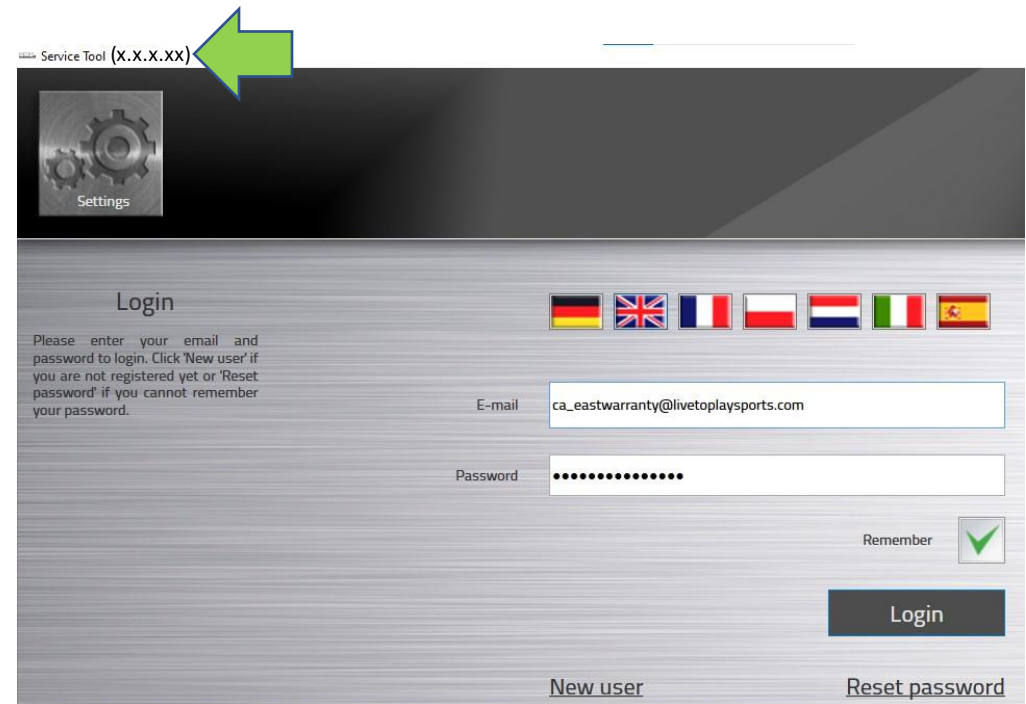 Service Tool (x.x.x.xx)
Settings
Login
Please enter your email and
password to login. Click 'New user' if
you are not registered yet or 'Reset
password' if you cannot remember
your password.
E-mail ca_eastwarranty@livetoplaysports.com
Password •••••••••••••••
Remember
Login
New user Reset password